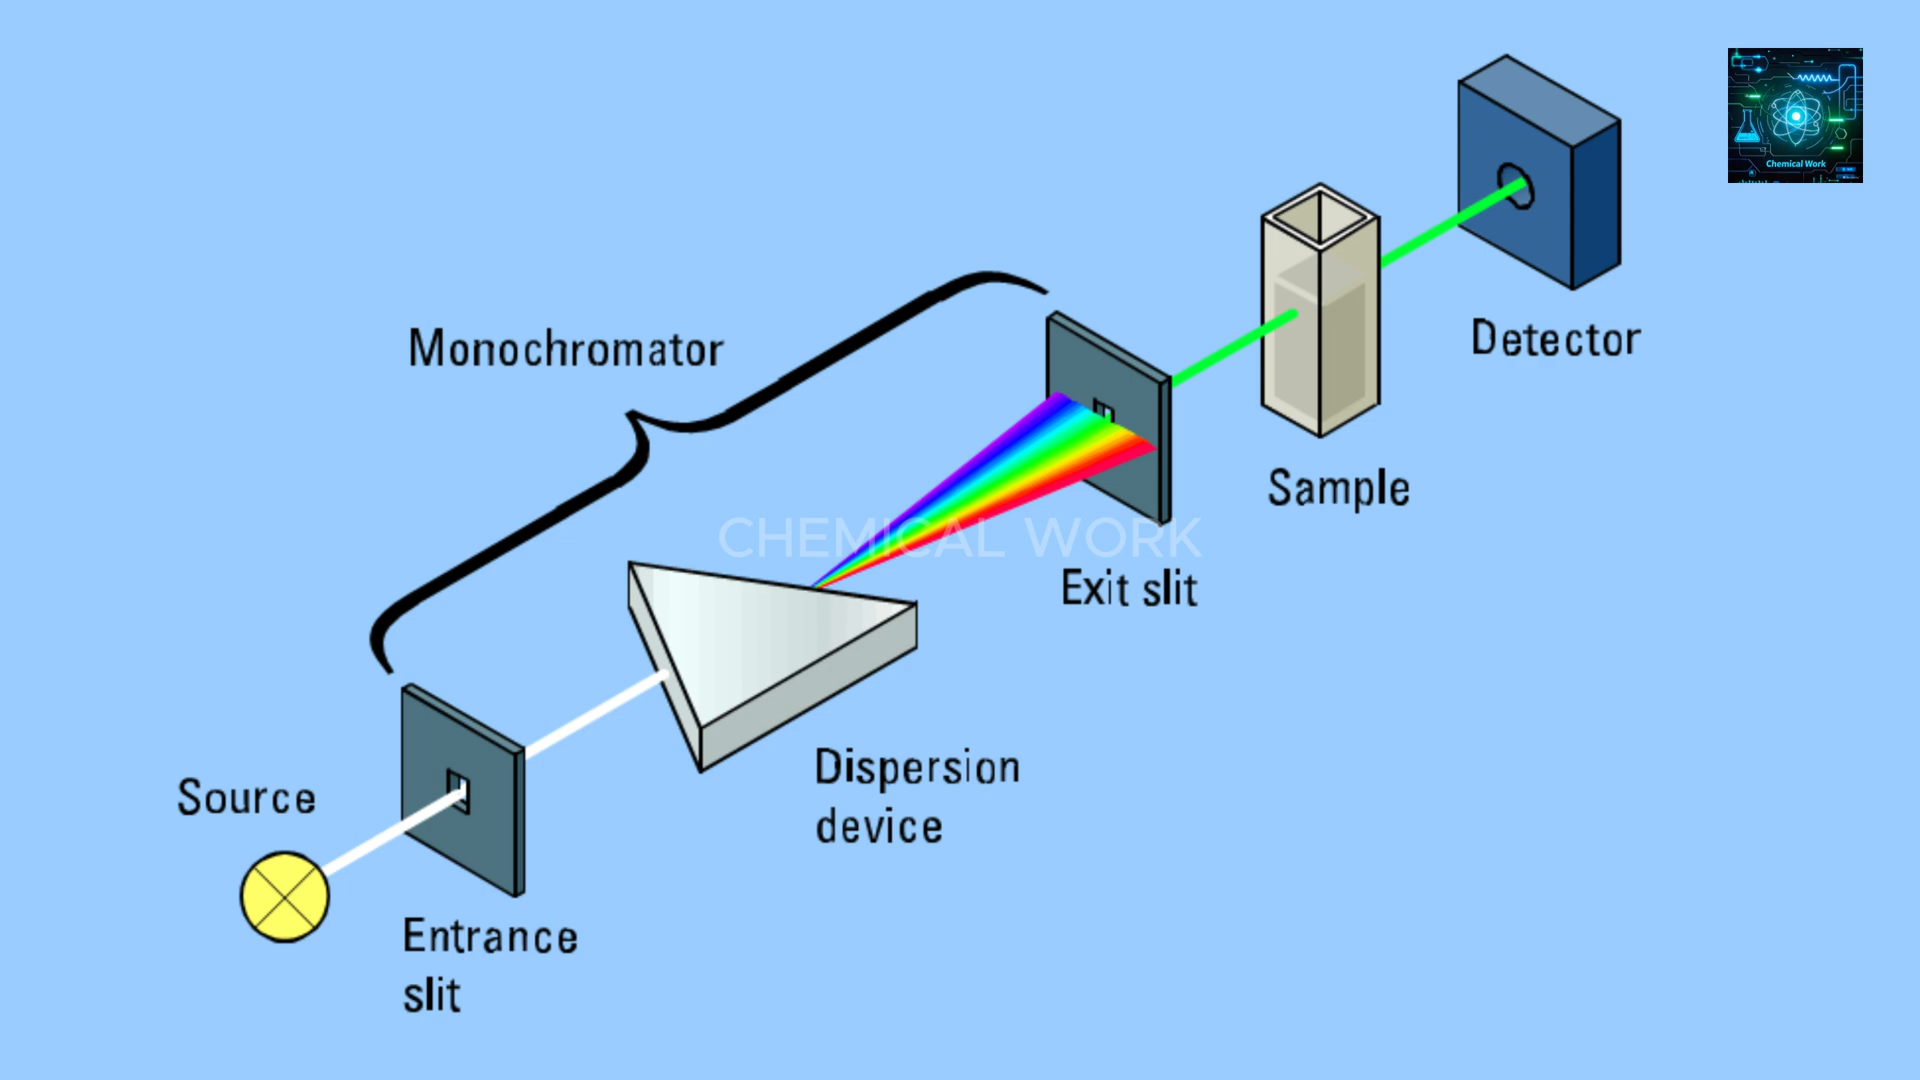 Chemical Work
Monochromator
Detector
Sample
CHEMICAL WORK
Exit slit
Dispersion
device
Source
Entrance
slit